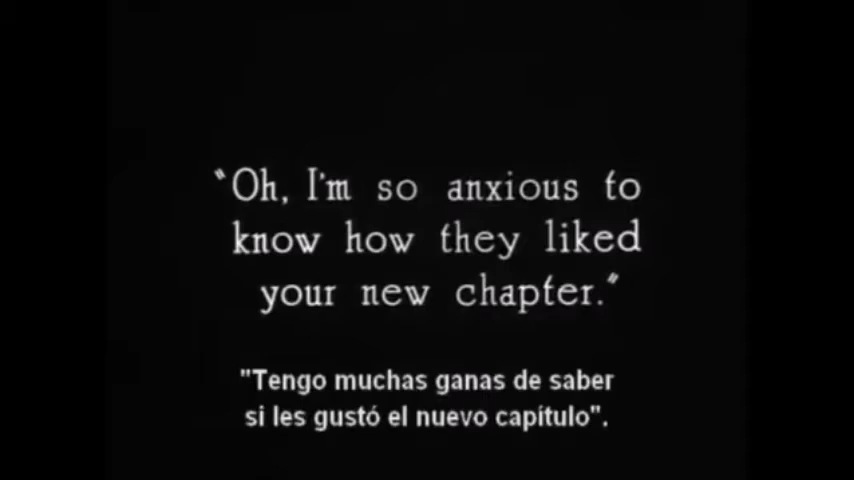 "Oh, I'm so anxious to
know how they liked
your new chapter."
"Tengo muchas ganas de saber
si les gustó el nuevo capítulo".